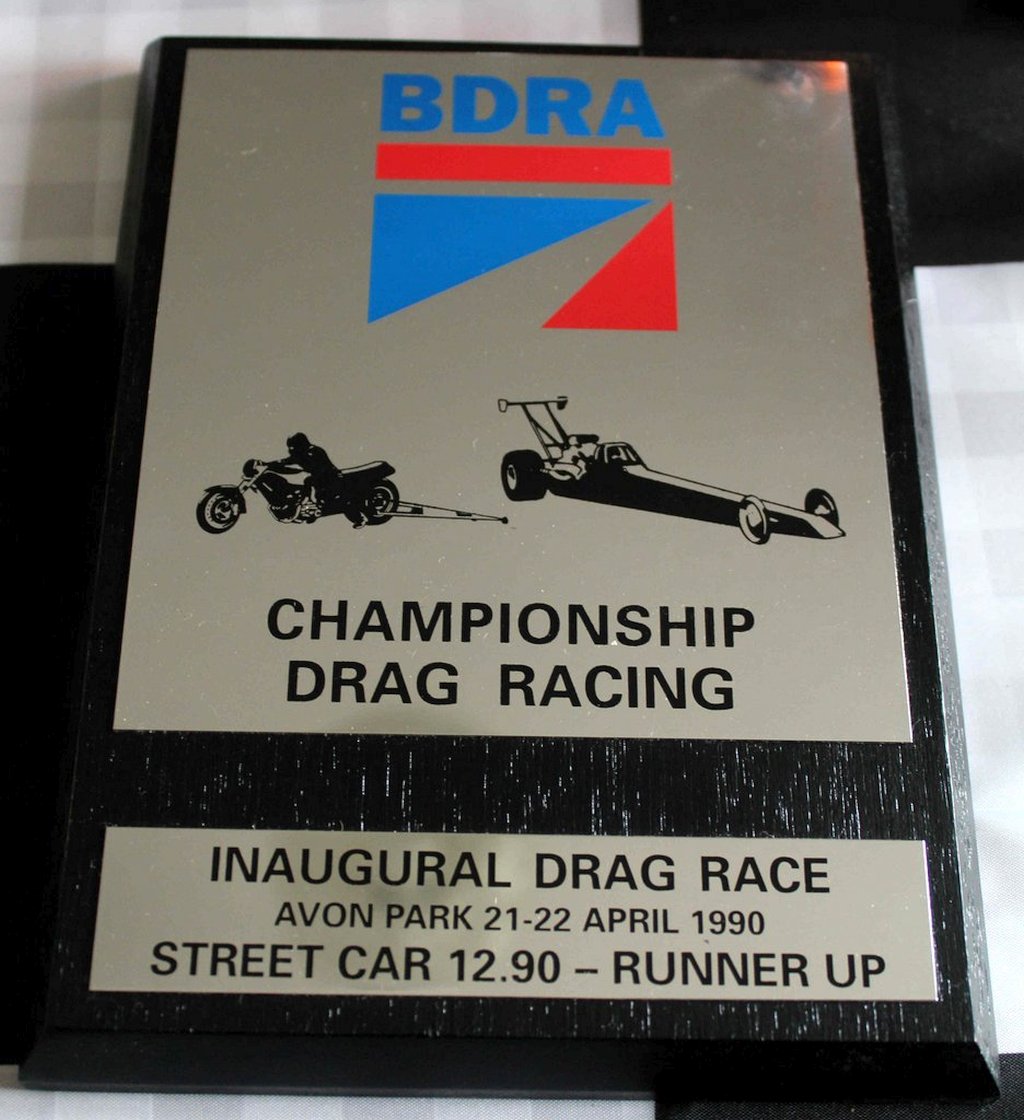 BDRA
CHAMPIONSHIP
DRAG RACING
INAUGURAL DRAG RACE
AVON PARK 21-22 APRIL 1990
STREET CAR 12.90 – RUNNER UP